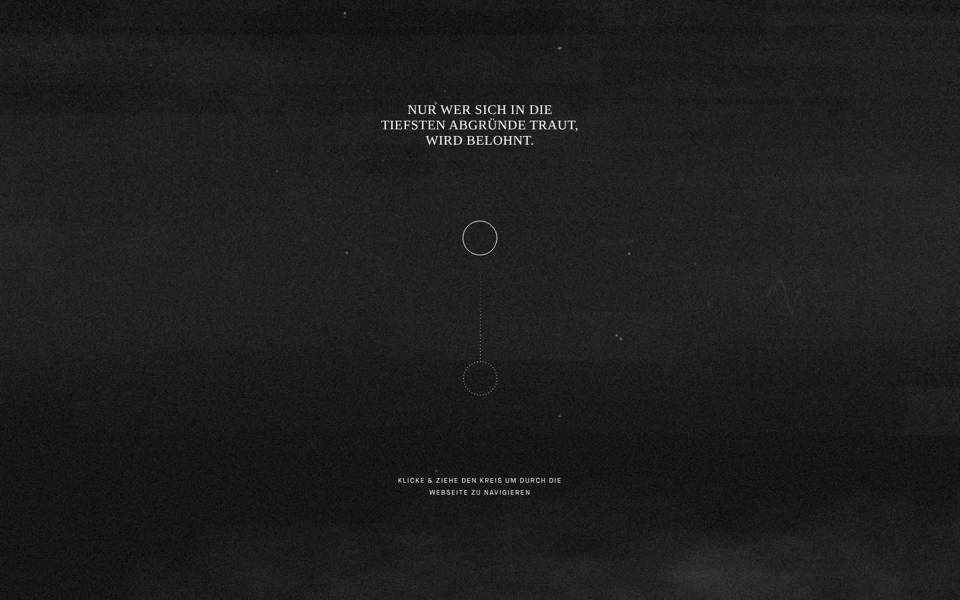 NUR WER SICH IN DIE
TIEFSTEN ABGRÜNDE TRAUT,
WIRD BELOHNT.
KLICKE & ZIEHE DEN KREIS UM DURCH DIE
WEBSEITE ZU NAVIGIEREN